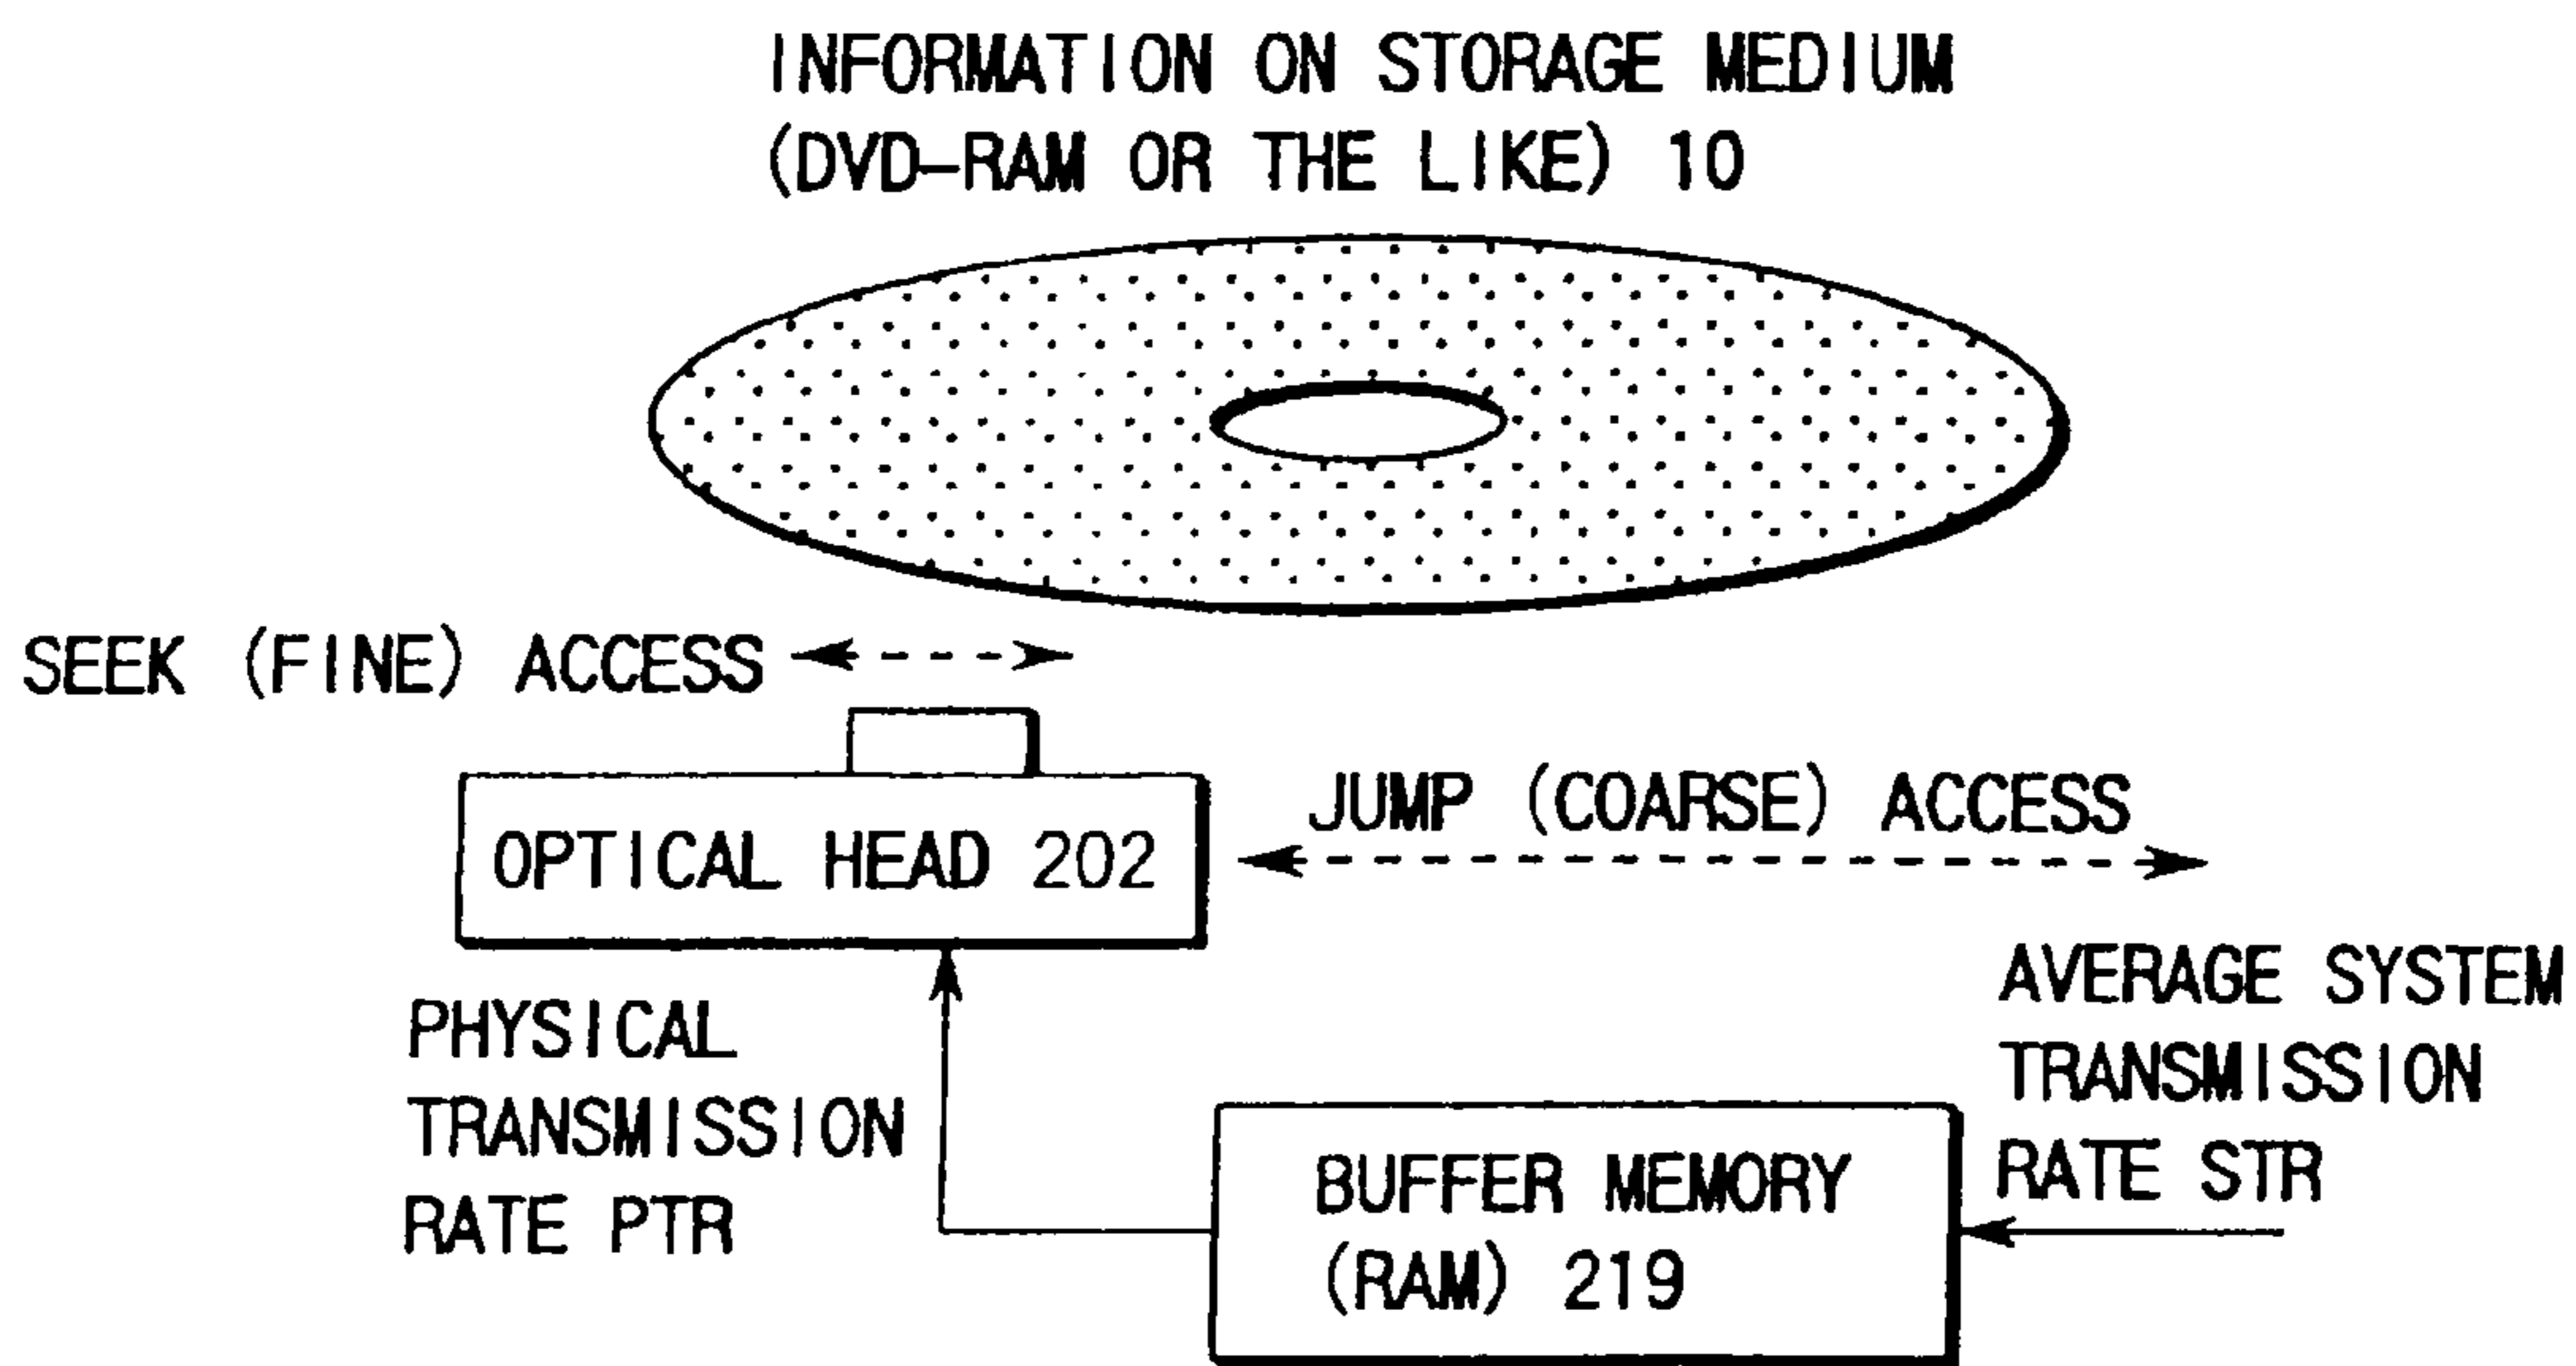 INFORMATION ON STORAGE MEDIUM
(DVD-RAM OR THE LIKE) 10
SEEK (FINE) ACCESS
JUMP (COARSE) ACCESS
OPTICAL HEAD 202
PHYSICAL
TRANSMISSION
RATE PTR
AVERAGE SYSTEM
TRANSMISSION
RATE STR
BUFFER MEMORY
(RAM) 219